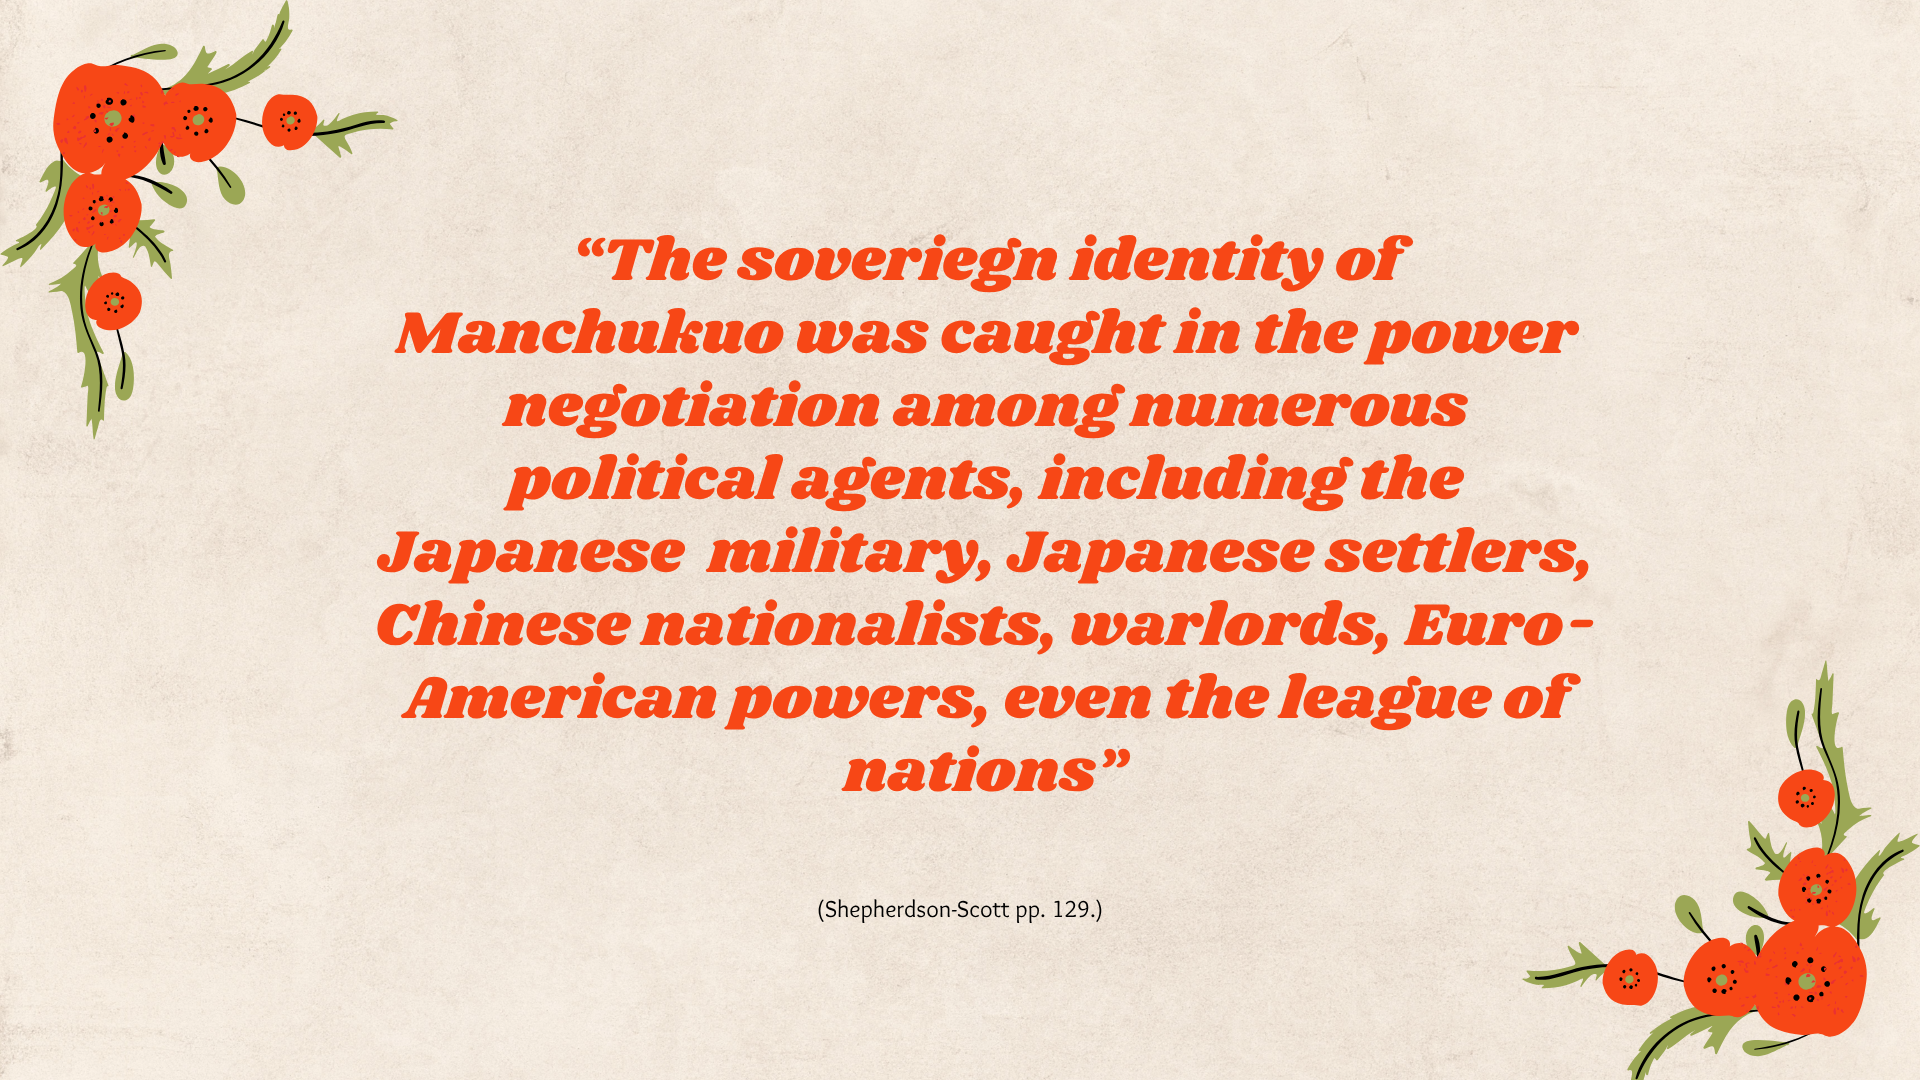 “The soveriegn identity of
Manchukuo was caught in the power
negotiation among numerous
political agents, including the
Japanese  military, Japanese settlers,
Chinese nationalists, warlords, Euro-
American powers, even the league of
nations”
(Shepherdson-Scott pp. 129.)